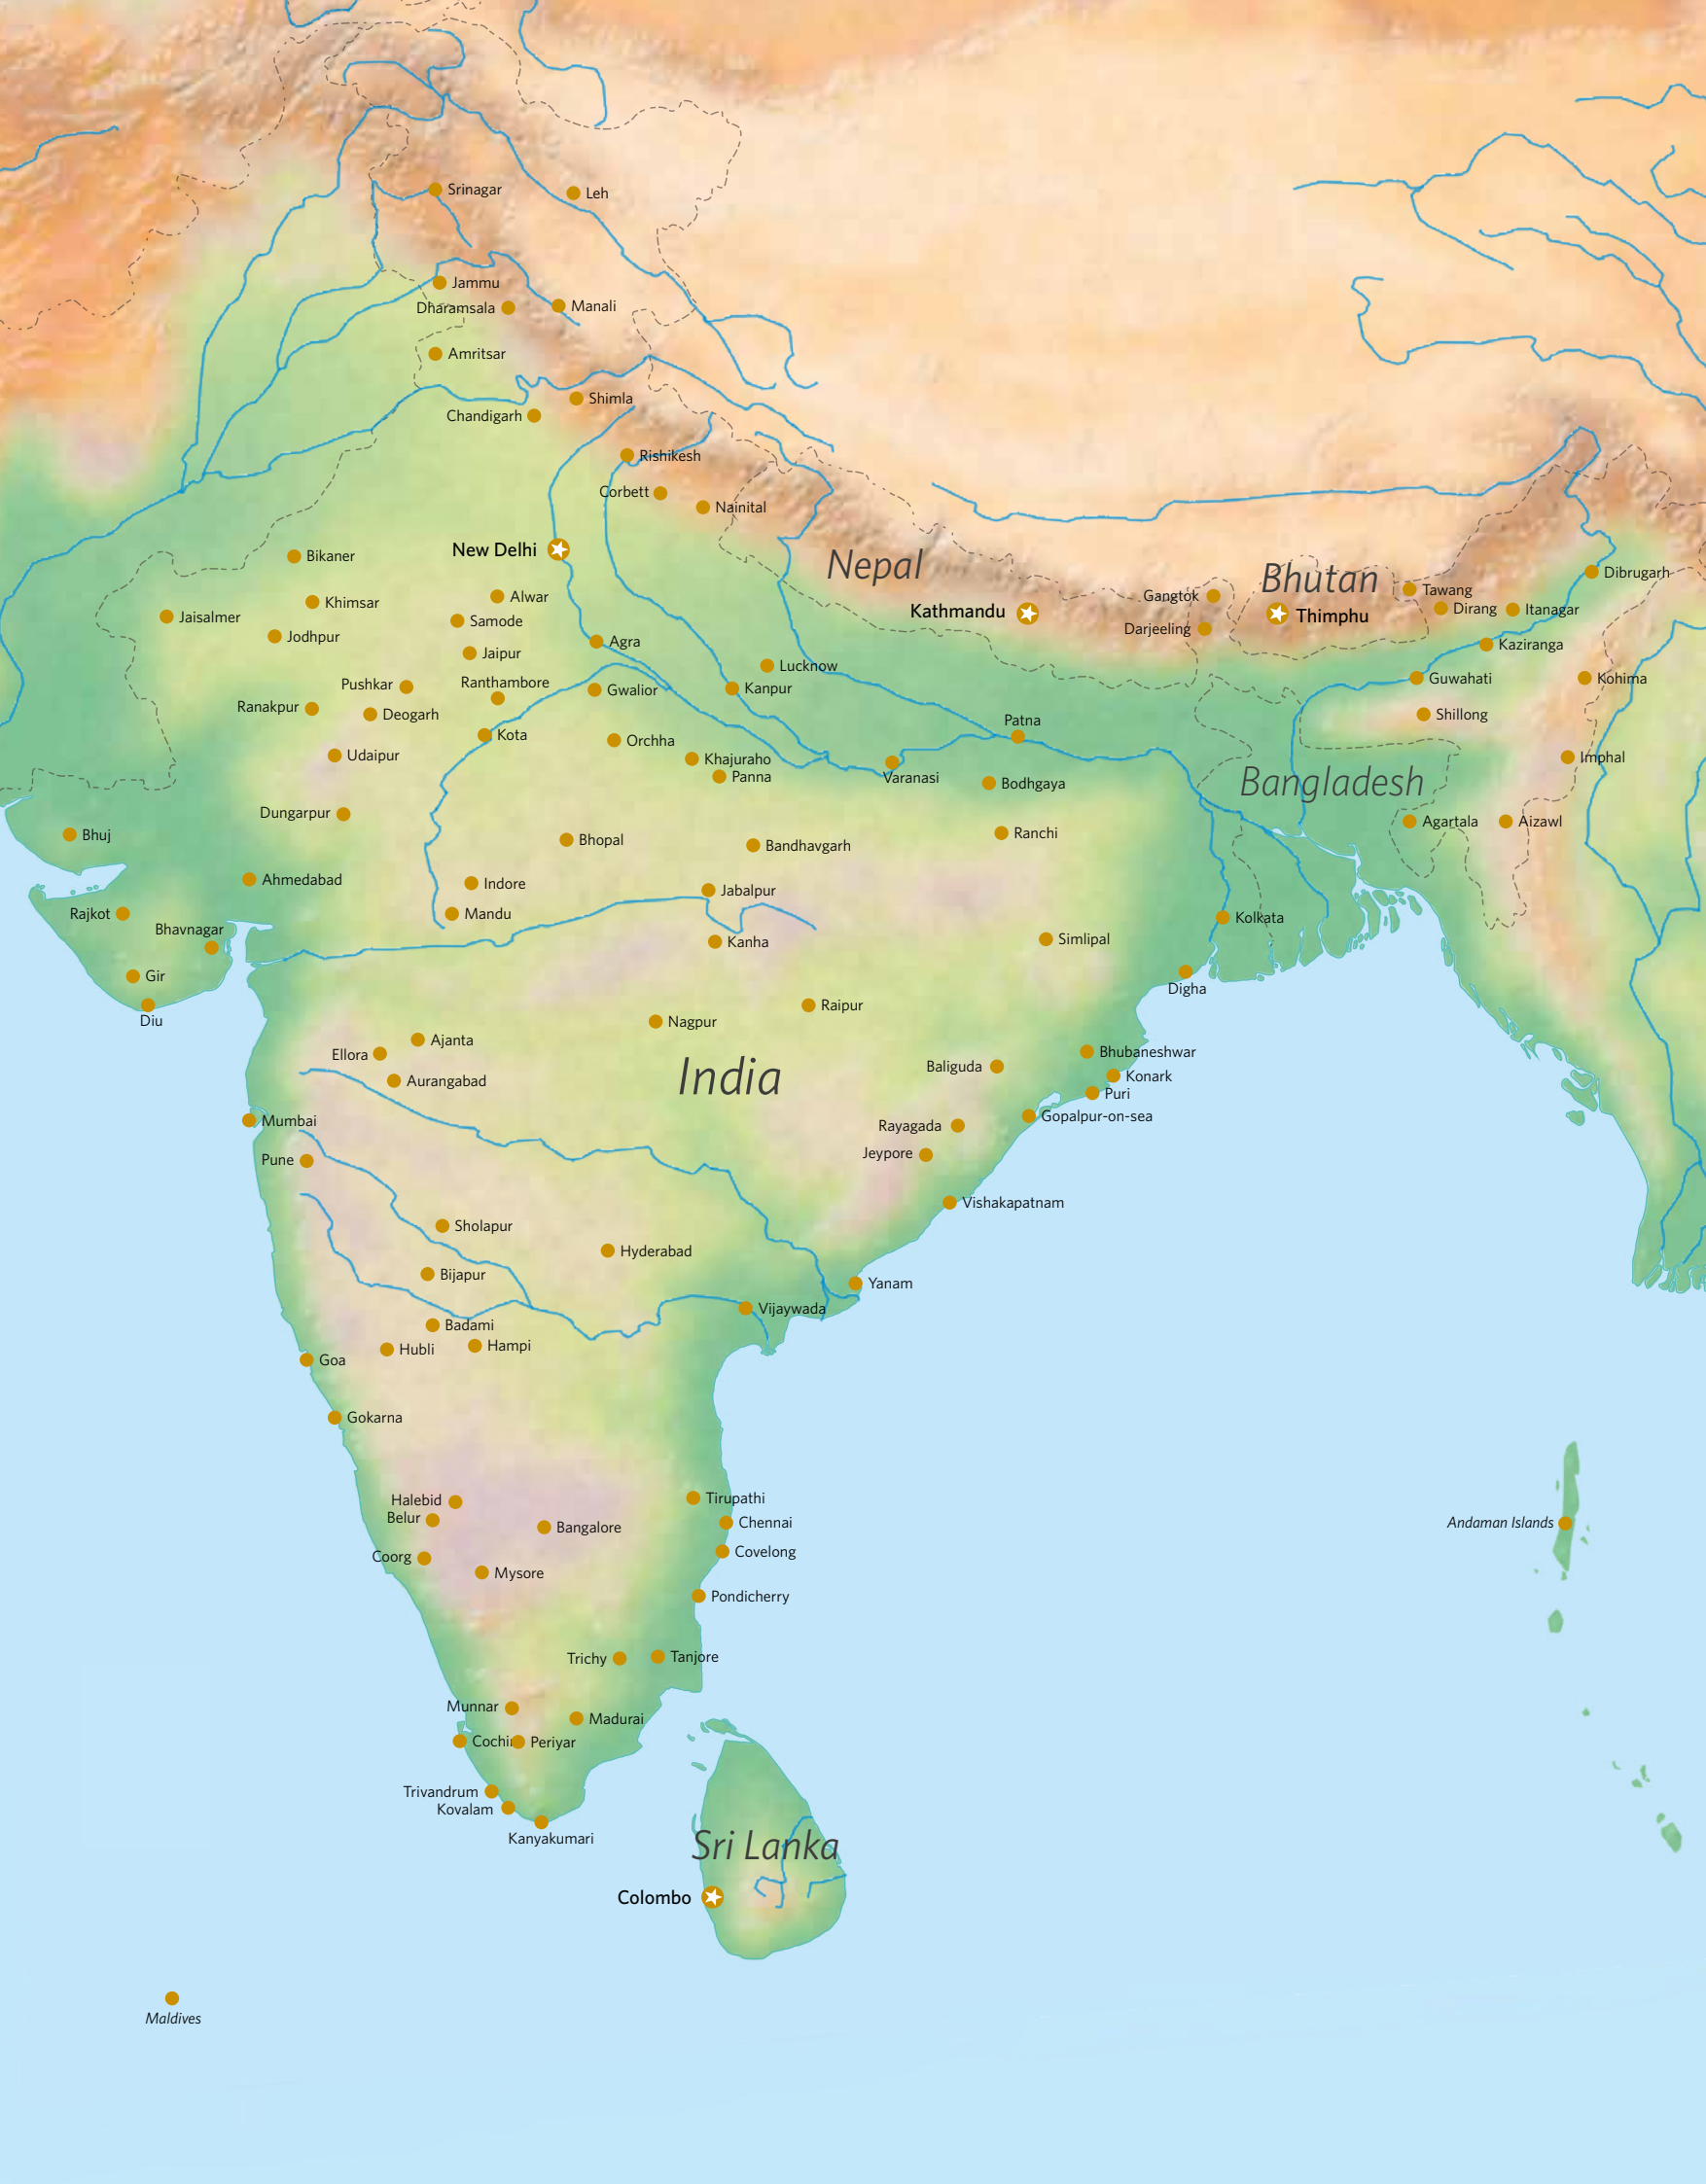 Srinagar
Leh
Jammu
Dharamsala
Manali
Amritsar
Shimla
Chandigarh
Rishikesh
Corbett
Nainital
New Delhi
Bikaner
Nepal
Bhutan
Dibrugarh
Tawang
Gangtok
Alwar
Khimsar
Dirang
Itanagar
Kathmandu
Thimphu
Jaisalmer
Samode
Darjeeling
Jodhpur
Agra
Kaziranga
Jaipur
Lucknow
Guwahati
Kohima
Pushkar
Ranthambore
Gwalior
Kanpur
Ranakpur
Deogarh
Shillong
Patna
Kota
Orchha
Udaipur
Khajuraho
Imphal
Panna
Varanasi
Bodhgaya
Bangladesh
Dungarpur
Agartala
Aizawl
Bhuj
Ranchi
Bhopal
Bandhavgarh
Ahmedabad
Indore
Jabalpur
Rajkot
Mandu
Kolkata
Bhavnagar
Kanha
Simlipal
Gir
Digha
Diu
Raipur
Nagpur
Ajanta
Ellora
Bhubaneshwar
India
Baliguda
Konark
Aurangabad
Puri
Mumbai
Gopalpur-on-sea
Rayagada
Jeypore
Pune
Vishakapatnam
Sholapur
Hyderabad
Bijapur
Yanam
Vijaywada
Badami
Hubli
Hampi
Goa
Gokarna
Halebid
Tirupathi
Belur
Chennai
Andaman Islands
Bangalore
Covelong
Coorg
Mysore
Pondicherry
Trichy
Tanjore
Munnar
Madurai
Cochin
Periyar
Trivandrum
Kovalam
Kanyakumari
Sri Lanka
Colombo
Maldives